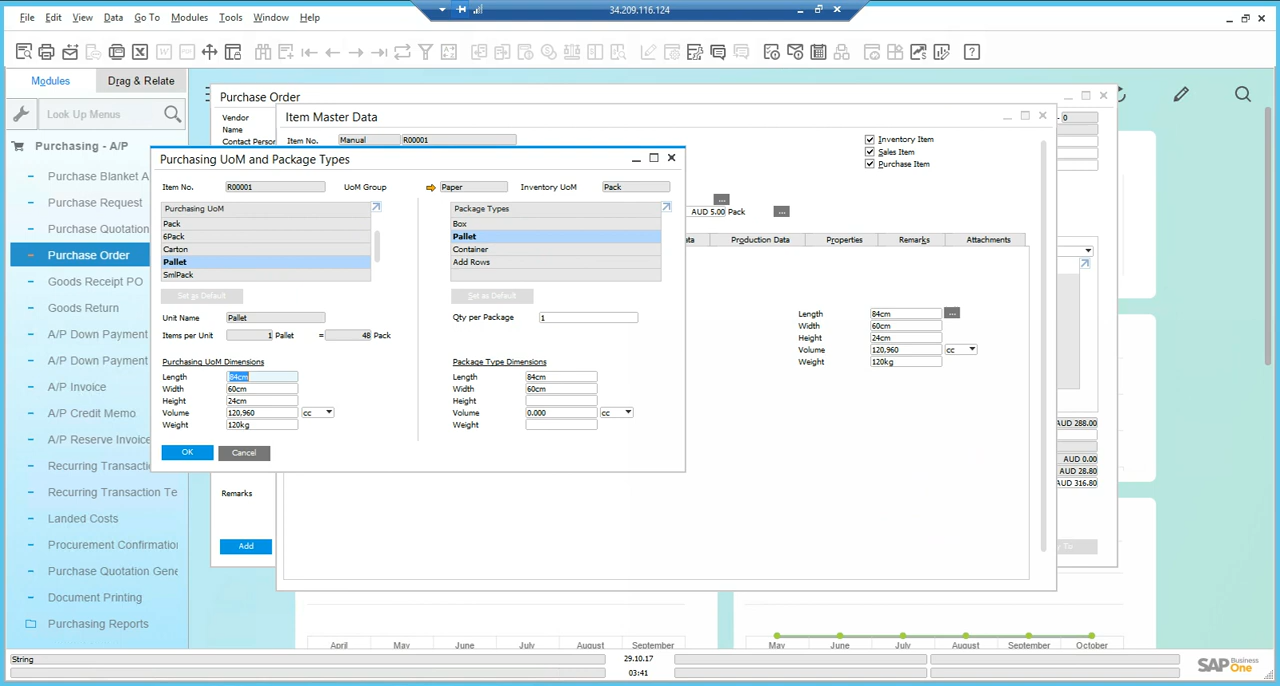 34.209.116.124
File Edit View Data Go To Modules Tools Window Help
Modules Drag & Relate
Look Up Menus
Purchasing - A/P
Purchase Blanket A
Purchase Request
Purchase Quotation
Purchase Order
Goods Receipt PO
Goods Return
A/P Down Payment
A/P Down Payment
A/P Invoice
A/P Credit Memo
A/P Reserve Invoice
Recurring Transactio
Recurring Transaction Te
Landed Costs
Procurement Confirmation
Purchase Quotation Gene
Document Printing
Purchasing Reports
Purchase Order
Vendor
Name
Contact Person
- 0
AUD 288.00
AUD 0.00
AUD 28.80
AUD 316.80
Remarks
Add
To
Item Master Data
Item No. Manual R00001
Inventory Item
Sales Item
Purchase Item
AUD 5.00 Pack
Production Data Properties Remarks Attachments
Length 84cm
Width 60cm
Height 24cm
Volume 120,960 cc
Weight 120kg
Purchasing UoM and Package Types
Item No. R00001 UoM Group Paper Inventory UoM Pack
Purchasing UoM
Pack
6Pack
Carton
Pallet
SmlPack
Set as Default
Unit Name Pallet
Items per Unit 1 Pallet = 48 Pack
Purchasing UoM Dimensions
Length 84cm
Width 60cm
Height 24cm
Volume 120,960 cc
Weight 120kg
OK Cancel
Package Types
Box
Pallet
Container
Add Rows
Set as Default
Qty per Package 1
Package Type Dimensions
Length 84cm
Width 60cm
Height
Volume 0.000 cc
Weight
April May June July August September
May June July August September October
String
29.10.17
03:41
SAP Business One